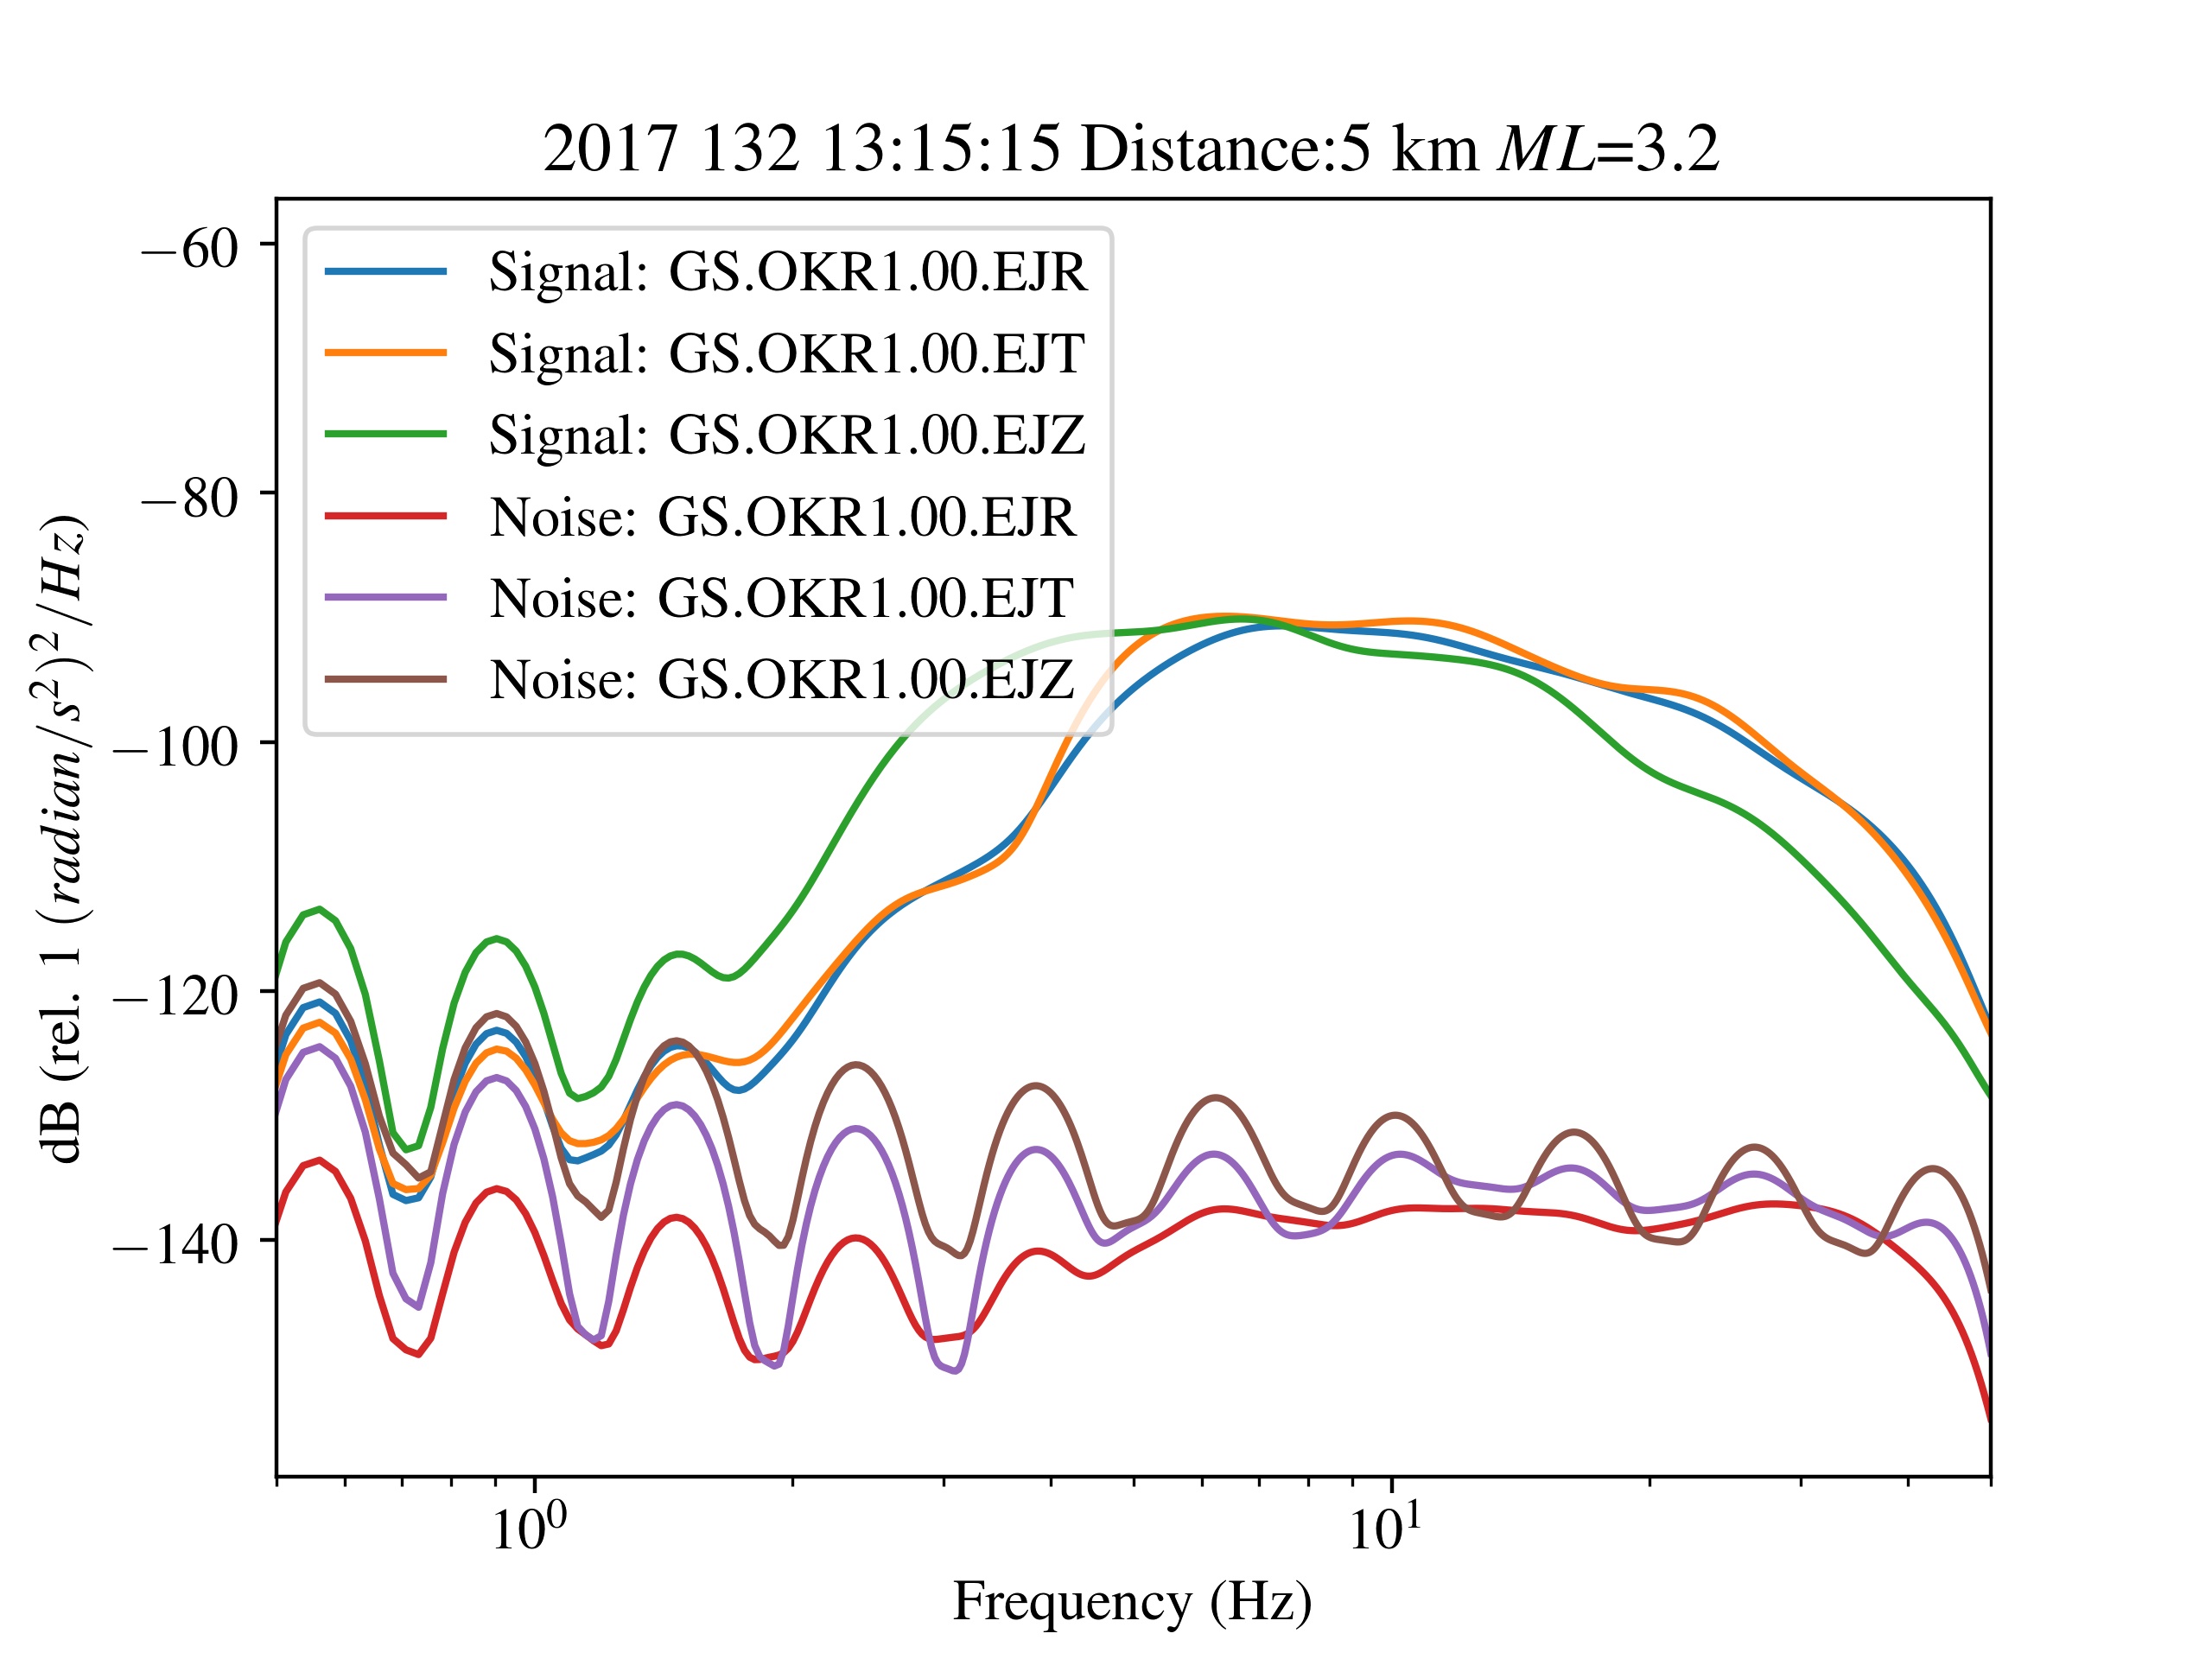 2017 132 13:15:15 Distance:5 km ML=3.2
Signal: GS.OKR1.00.EJR
Signal: GS.OKR1.00.EJT
Signal: GS.OKR1.00.EJZ
Noise: GS.OKR1.00.EJR
Noise: GS.OKR1.00.EJT
Noise: GS.OKR1.00.EJZ
−60
−80
−100
−120
−140
dB (rel. 1 (radian/s²)²/Hz)
10⁰
10¹
Frequency (Hz)